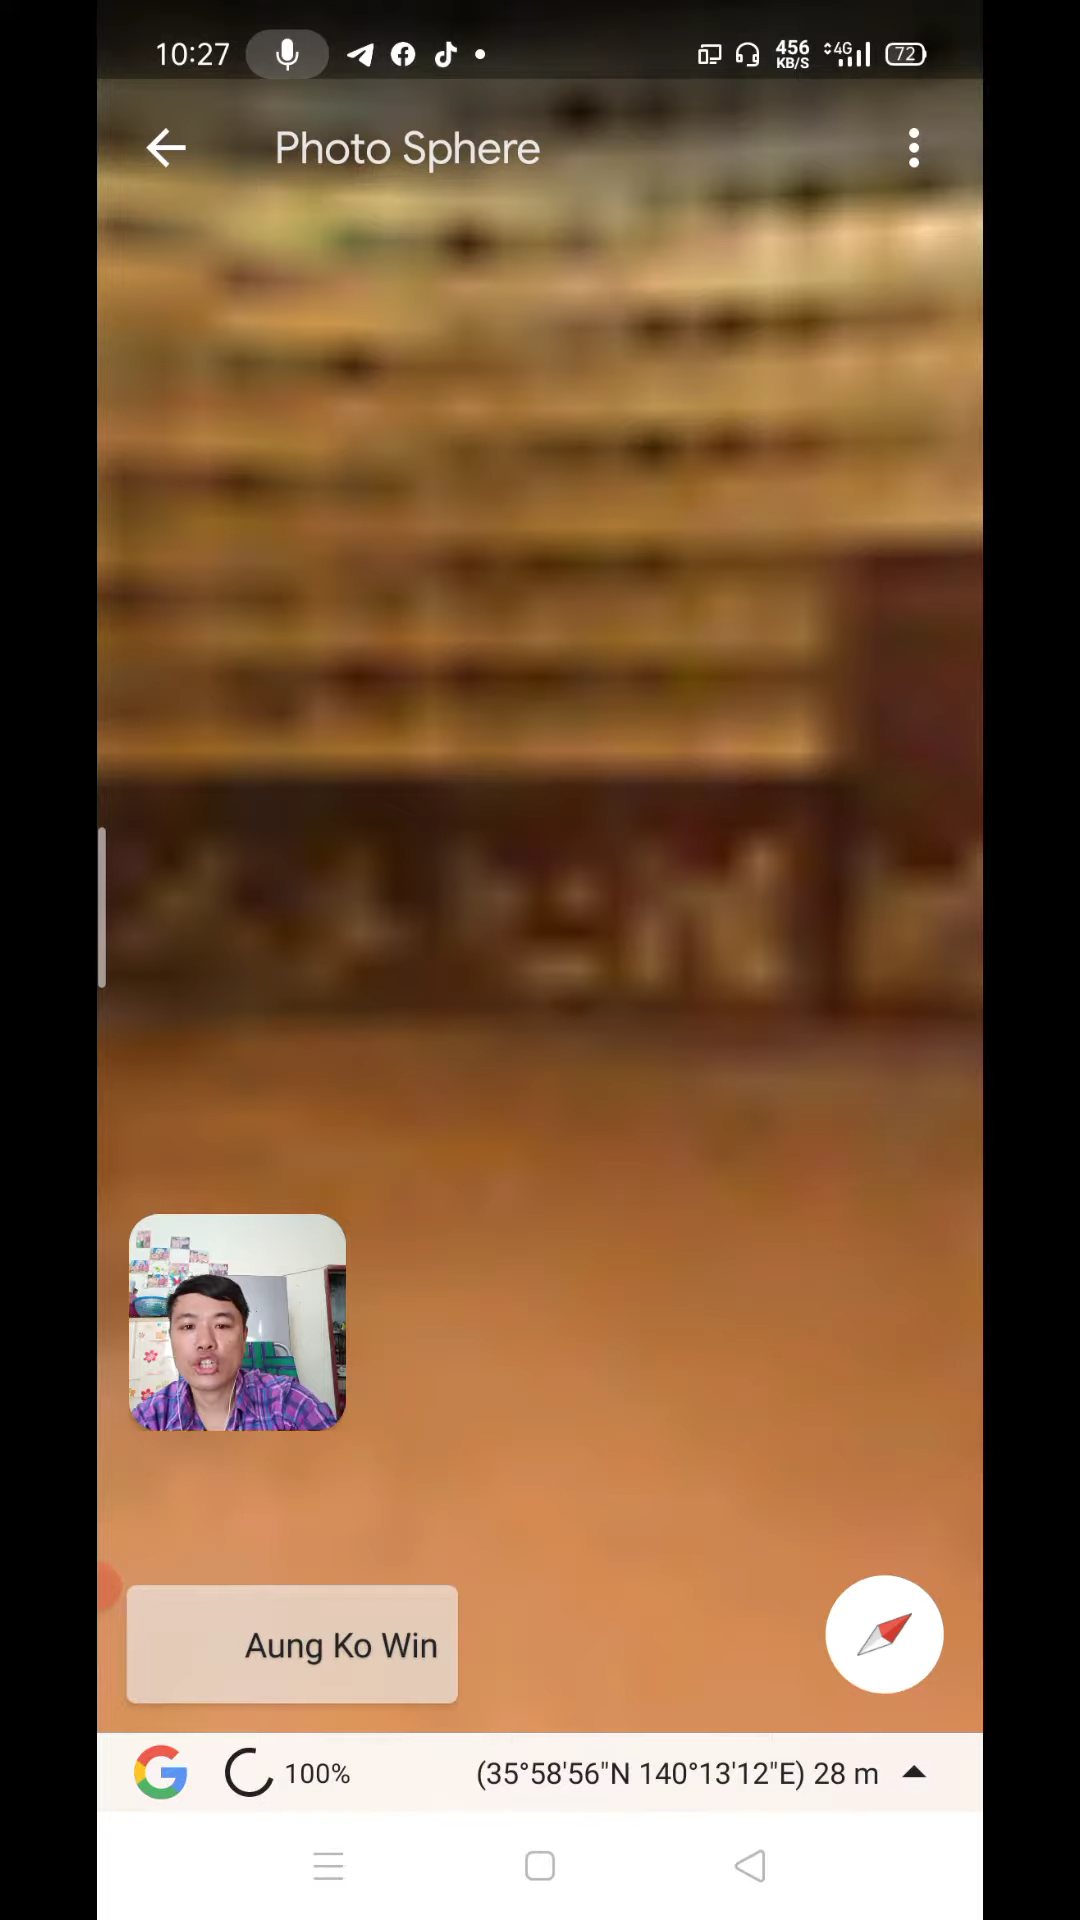 10:27
456
KB/S
4G
72
Photo Sphere
Aung Ko Win
100%
(35°58'56"N 140°13'12"E) 28 m